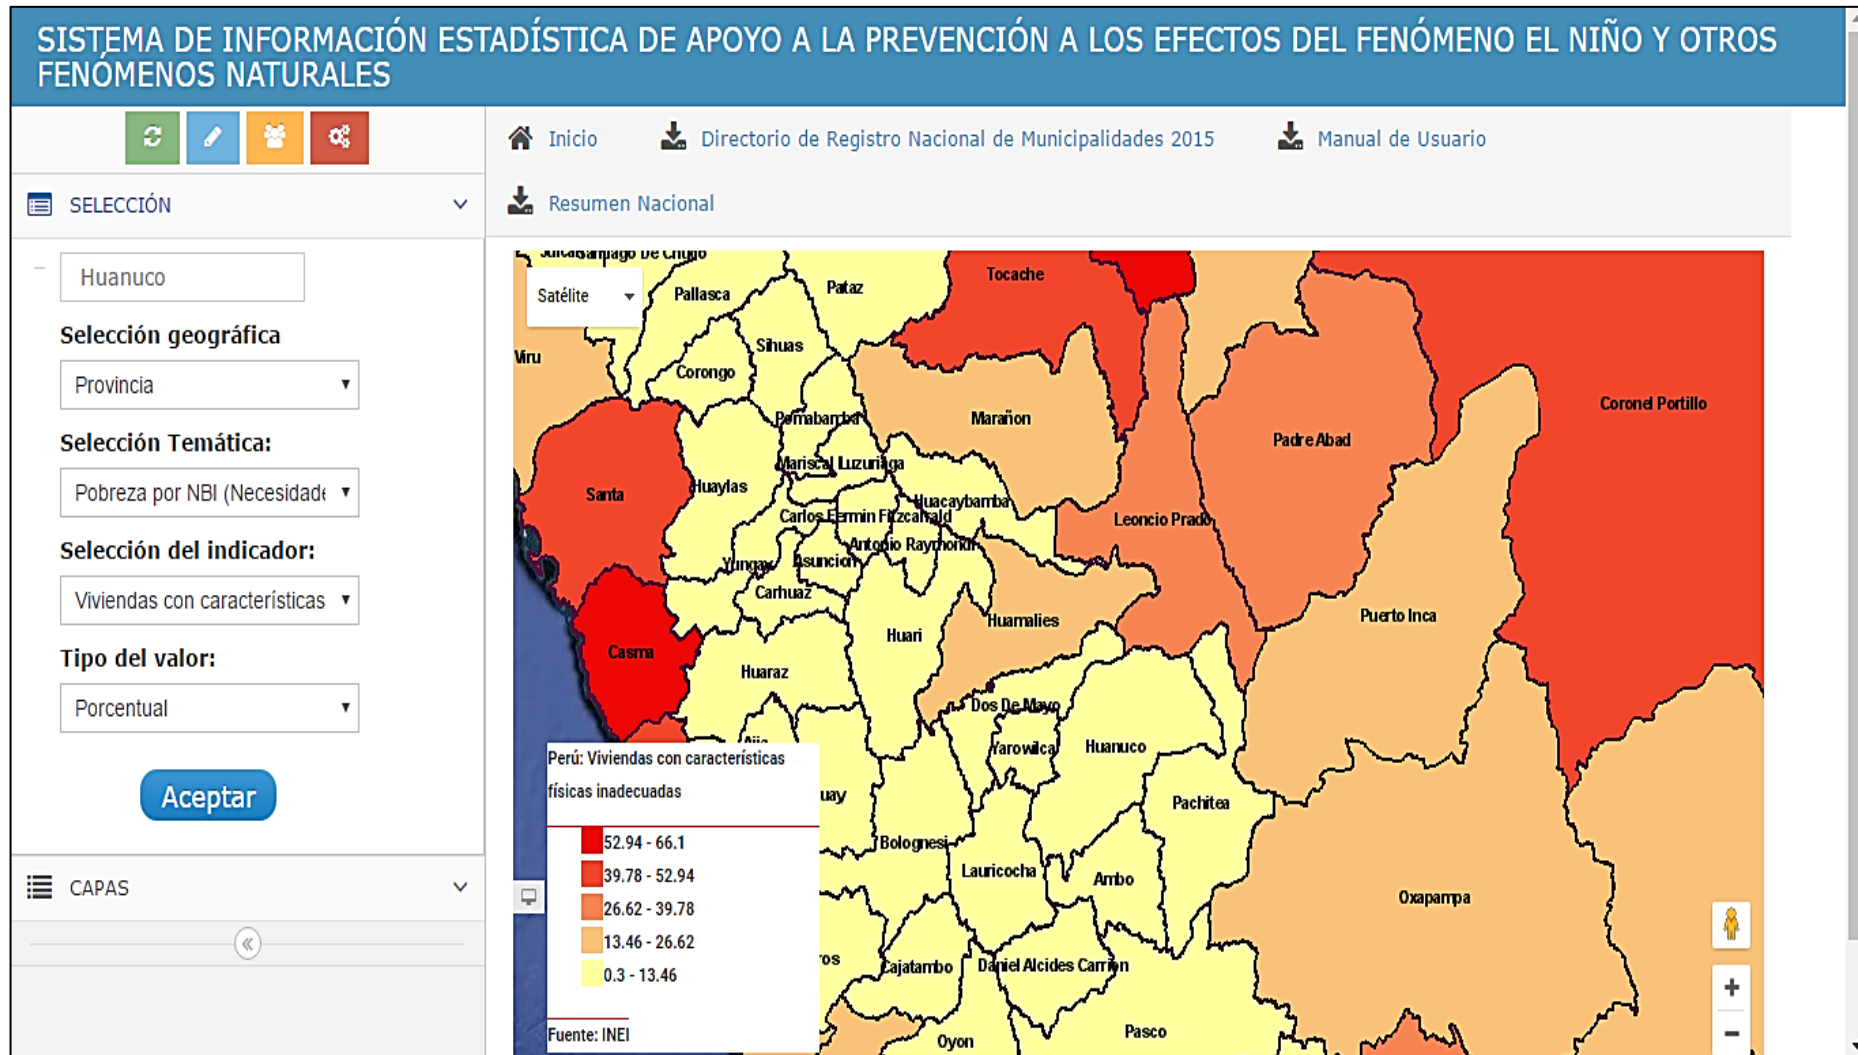 SISTEMA DE INFORMACIÓN ESTADÍSTICA DE APOYO A LA PREVENCIÓN A LOS EFECTOS DEL FENÓMENO EL NIÑO Y OTROS
FENÓMENOS NATURALES
Inicio
Directorio de Registro Nacional de Municipalidades 2015
Manual de Usuario
Resumen Nacional
SELECCIÓN
Huanuco
Selección geográfica
Provincia
Selección Temática:
Pobreza por NBI (Necesidade
Selección del indicador:
Viviendas con características
Tipo del valor:
Porcentual
Aceptar
CAPAS
Santiago De Chuco
Satélite
Pallasca
Pataz
Tocache
Viru
Sihuas
Corongo
Coronel Portillo
Pomabamba
Marañon
Padre Abad
Mariscal Luzuriaga
Huaylas
Santa
Huacaybamba
Carlos Fermin Fitzcarrald
Leoncio Prado
Antonio Raymondi
Yungay
Asuncion
Carhuaz
Huamalies
Puerto Inca
Huari
Casma
Huaraz
Dos De Mayo
Aija
Yarowilca
Huanuco
uay
Pachitea
Bolognesi
Lauricocha
Ambo
Oxapampa
ros
Cajatambo
Daniel Alcides Carrion
Oyon
Pasco
Perú: Viviendas con características
físicas inadecuadas
52.94 - 66.1
39.78 - 52.94
26.62 - 39.78
13.46 - 26.62
0.3 - 13.46
Fuente: INEI